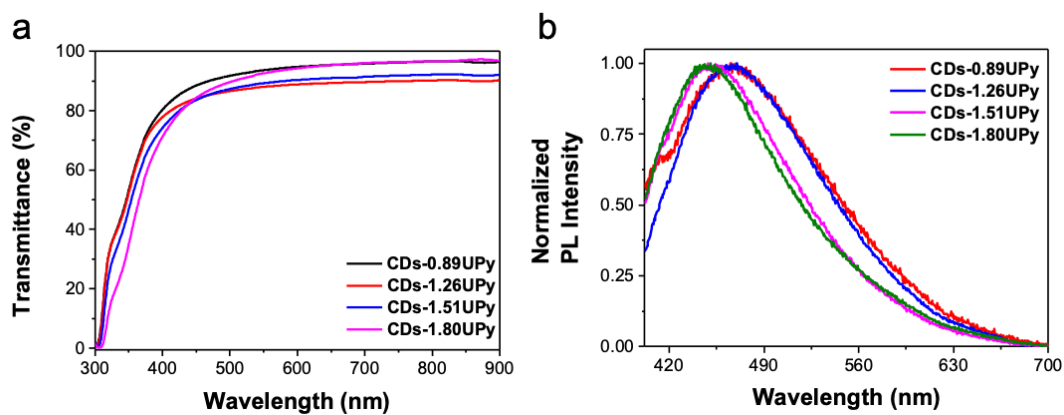 a
Transmittance (%)
100
80
60
40
20
0
300
400
500
600
700
800
900
Wavelength (nm)
CDs-0.89UPy
CDs-1.26UPy
CDs-1.51UPy
CDs-1.80UPy
b
Normalized
PL Intensity
1.00
0.75
0.50
0.25
0.00
420
490
560
630
700
Wavelength (nm)
CDs-0.89UPy
CDs-1.26UPy
CDs-1.51UPy
CDs-1.80UPy